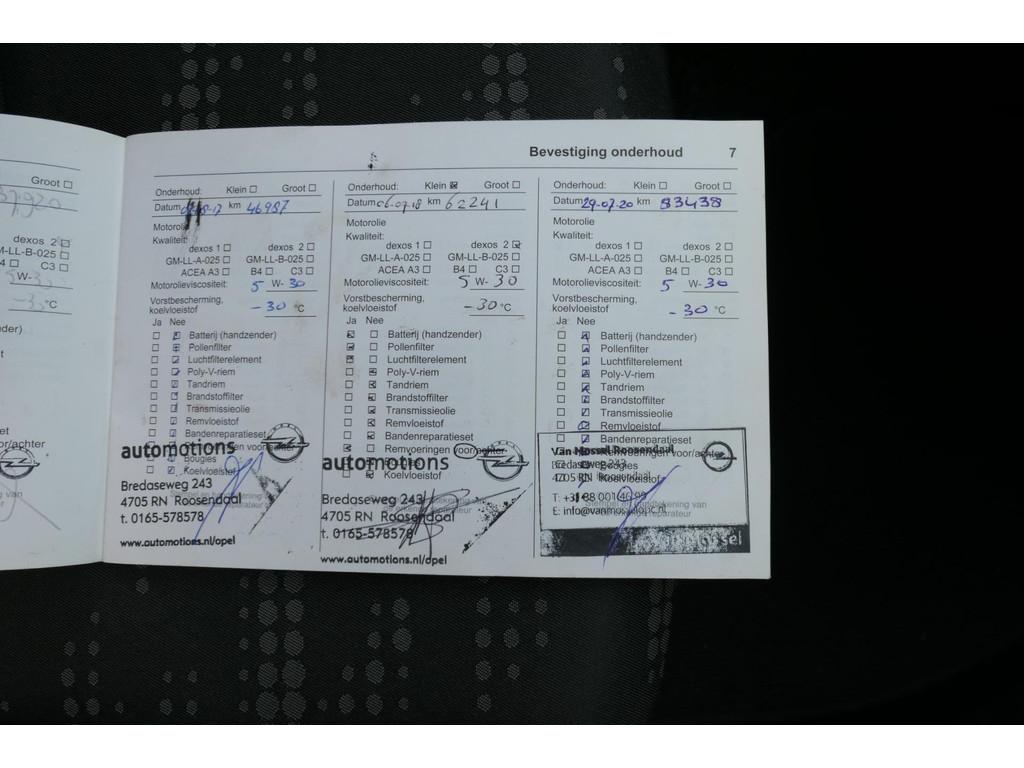 Bevestiging onderhoud 7
Groot
37920
dexos 2
GM-LL-B-025
C3
W-
°C
Onderhoud: Klein Groot
Datum km 46987
Motorolie
Kwaliteit:
dexos 1 dexos 2
GM-LL-A-025 GM-LL-B-025
ACEA A3 B4 C3
Motorolieviscositeit: 5 W- 30
Vorstbescherming,
koelvloeistof -30 °C
Ja Nee
Batterij (handzender)
Pollenfilter
Luchtfilterelement
Poly-V-riem
Tandriem
Brandstoffilter
Transmissieolie
Remvloeistof
Bandenreparatieset
Bougies
Koelvloeistof
automotions
Bredaseweg 243
4705 RN Roosendaal
t. 0165-578578
www.automotions.nl/opel
Onderhoud: Klein Groot
Datum 06.07.18 km 62241
Motorolie
Kwaliteit:
dexos 1 dexos 2
GM-LL-A-025 GM-LL-B-025
ACEA A3 B4 C3
Motorolieviscositeit: 5 W- 30
Vorstbescherming,
koelvloeistof -30 °C
Ja Nee
Batterij (handzender)
Pollenfilter
Luchtfilterelement
Poly-V-riem
Tandriem
Brandstoffilter
Transmissieolie
Remvloeistof
Bandenreparatieset
Remvoeringen voor/achter
Koelvloeistof
automotions
Bredaseweg 243
4705 RN Roosendaal
t. 0165-578578
www.automotions.nl/opel
Onderhoud: Klein Groot
Datum 29-07-20 km 83438
Motorolie
Kwaliteit:
dexos 1 dexos 2
GM-LL-A-025 GM-LL-B-025
ACEA A3 B4 C3
Motorolieviscositeit: 5 W- 30
Vorstbescherming,
koelvloeistof -30 °C
Ja Nee
Batterij (handzender)
Pollenfilter
Luchtfilterelement
Poly-V-riem
Tandriem
Brandstoffilter
Transmissieolie
Remvloeistof
Bandenreparatieset
Remvoeringen voor/achter
Bougies
Koelvloeistof
Van Mossel Roosendaal